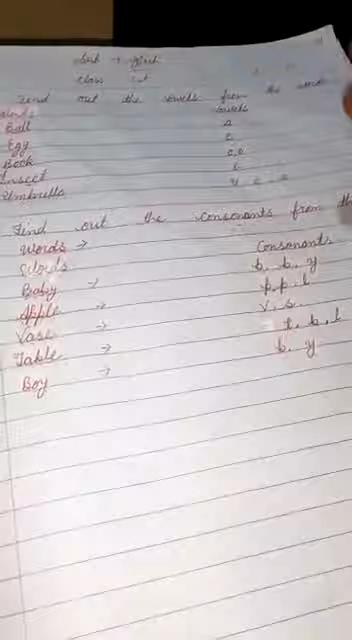 Find out the vowels from the words
Words vowels
Ball a
Egg e
Book o,o
Insect
Umbrella u e a
Find out the consonants from the
Words → Consonants
Words
Baby → b, b, y
Apple → p, p, l
Vase → v, s
Table → t, b, l
Boy → b, y